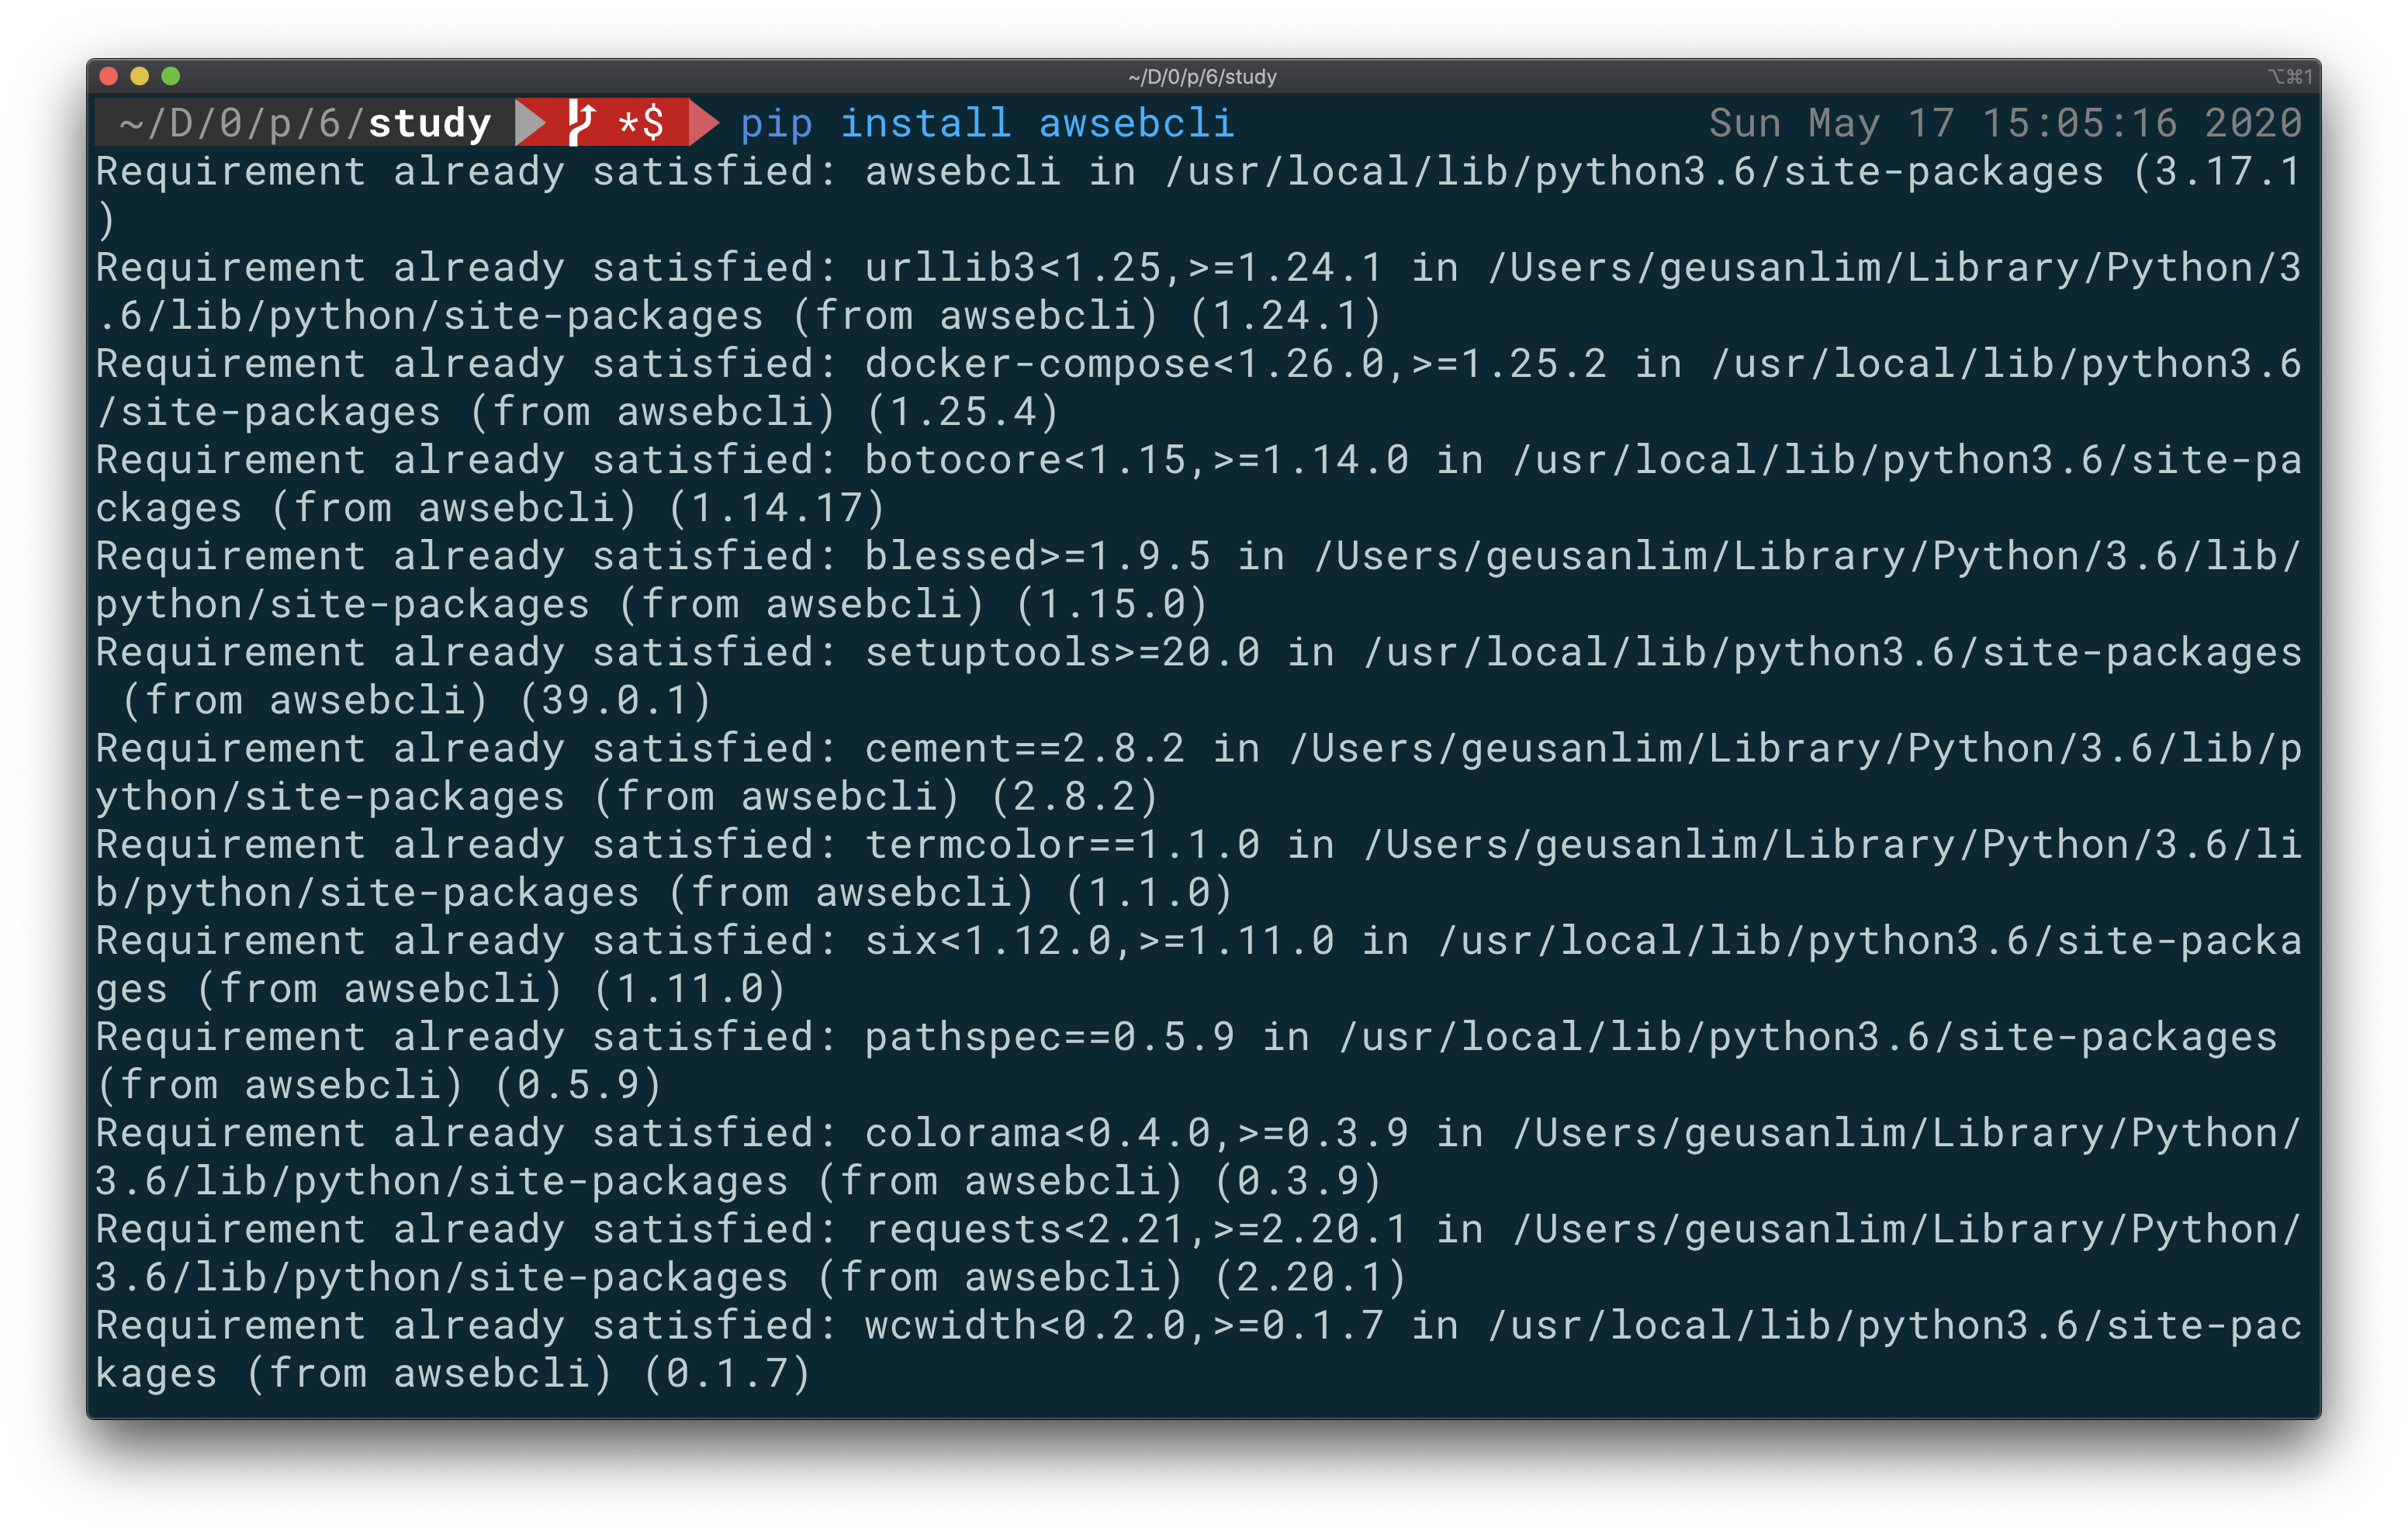 ~/D/0/p/6/study
⌥⌘1
~/D/0/p/6/study *$ pip install awsebcli Sun May 17 15:05:16 2020
Requirement already satisfied: awsebcli in /usr/local/lib/python3.6/site-packages (3.17.1
)
Requirement already satisfied: urllib3<1.25,>=1.24.1 in /Users/geusanlim/Library/Python/3
.6/lib/python/site-packages (from awsebcli) (1.24.1)
Requirement already satisfied: docker-compose<1.26.0,>=1.25.2 in /usr/local/lib/python3.6
/site-packages (from awsebcli) (1.25.4)
Requirement already satisfied: botocore<1.15,>=1.14.0 in /usr/local/lib/python3.6/site-pa
ckages (from awsebcli) (1.14.17)
Requirement already satisfied: blessed>=1.9.5 in /Users/geusanlim/Library/Python/3.6/lib/
python/site-packages (from awsebcli) (1.15.0)
Requirement already satisfied: setuptools>=20.0 in /usr/local/lib/python3.6/site-packages
 (from awsebcli) (39.0.1)
Requirement already satisfied: cement==2.8.2 in /Users/geusanlim/Library/Python/3.6/lib/p
ython/site-packages (from awsebcli) (2.8.2)
Requirement already satisfied: termcolor==1.1.0 in /Users/geusanlim/Library/Python/3.6/li
b/python/site-packages (from awsebcli) (1.1.0)
Requirement already satisfied: six<1.12.0,>=1.11.0 in /usr/local/lib/python3.6/site-packa
ges (from awsebcli) (1.11.0)
Requirement already satisfied: pathspec==0.5.9 in /usr/local/lib/python3.6/site-packages
(from awsebcli) (0.5.9)
Requirement already satisfied: colorama<0.4.0,>=0.3.9 in /Users/geusanlim/Library/Python/
3.6/lib/python/site-packages (from awsebcli) (0.3.9)
Requirement already satisfied: requests<2.21,>=2.20.1 in /Users/geusanlim/Library/Python/
3.6/lib/python/site-packages (from awsebcli) (2.20.1)
Requirement already satisfied: wcwidth<0.2.0,>=0.1.7 in /usr/local/lib/python3.6/site-pac
kages (from awsebcli) (0.1.7)